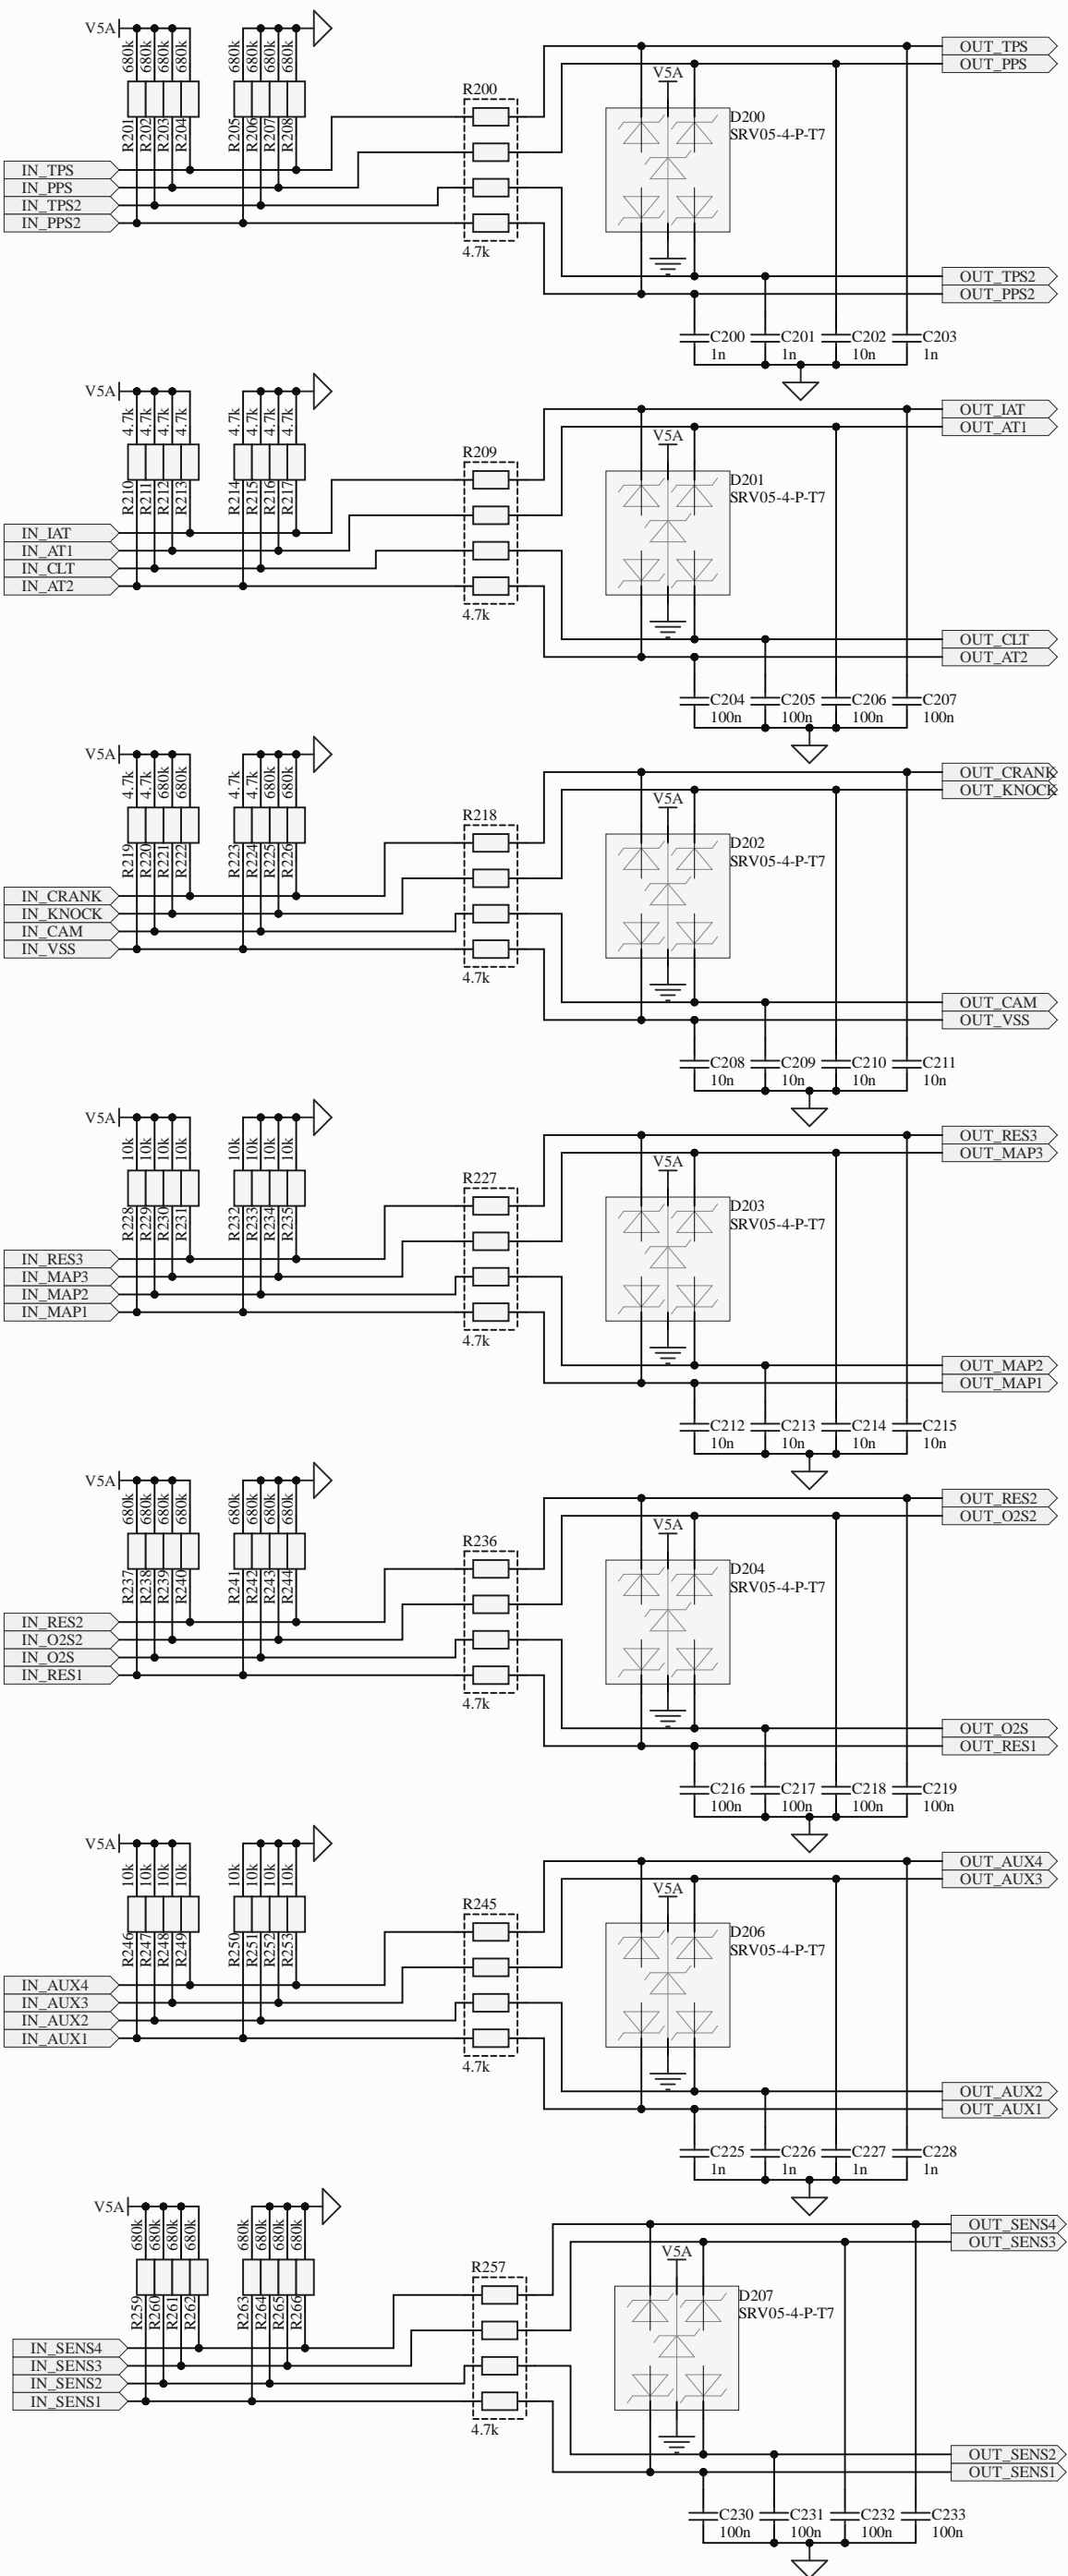 V5A
680k 680k 680k 680k
680k 680k 680k 680k
R201 R202 R203 R204
R205 R206 R207 R208
IN_TPS
IN_PPS
IN_TPS2
IN_PPS2
R200
4.7k
V5A
D200
SRV05-4-P-T7
OUT_TPS
OUT_PPS
OUT_TPS2
OUT_PPS2
C200 C201 C202 C203
1n 1n 10n 1n
V5A
4.7k 4.7k 4.7k 4.7k
4.7k 4.7k 4.7k 4.7k
R210 R211 R212 R213
R214 R215 R216 R217
IN_IAT
IN_AT1
IN_CLT
IN_AT2
R209
4.7k
V5A
D201
SRV05-4-P-T7
OUT_IAT
OUT_AT1
OUT_CLT
OUT_AT2
C204 C205 C206 C207
100n 100n 100n 100n
V5A
4.7k 4.7k 680k 680k
4.7k 4.7k 680k 680k
R219 R220 R221 R222
R223 R224 R225 R226
IN_CRANK
IN_KNOCK
IN_CAM
IN_VSS
R218
4.7k
V5A
D202
SRV05-4-P-T7
OUT_CRANK
OUT_KNOCK
OUT_CAM
OUT_VSS
C208 C209 C210 C211
10n 10n 10n 10n
V5A
10k 10k 10k 10k
10k 10k 10k 10k
R228 R229 R230 R231
R232 R233 R234 R235
IN_RES3
IN_MAP3
IN_MAP2
IN_MAP1
R227
4.7k
V5A
D203
SRV05-4-P-T7
OUT_RES3
OUT_MAP3
OUT_MAP2
OUT_MAP1
C212 C213 C214 C215
10n 10n 10n 10n
V5A
680k 680k 680k 680k
680k 680k 680k 680k
R237 R238 R239 R240
R241 R242 R243 R244
IN_RES2
IN_O2S2
IN_O2S
IN_RES1
R236
4.7k
V5A
D204
SRV05-4-P-T7
OUT_RES2
OUT_O2S2
OUT_O2S
OUT_RES1
C216 C217 C218 C219
100n 100n 100n 100n
V5A
10k 10k 10k 10k
10k 10k 10k 10k
R246 R247 R248 R249
R250 R251 R252 R253
IN_AUX4
IN_AUX3
IN_AUX2
IN_AUX1
R245
4.7k
V5A
D206
SRV05-4-P-T7
OUT_AUX4
OUT_AUX3
OUT_AUX2
OUT_AUX1
C225 C226 C227 C228
1n 1n 1n 1n
V5A
680k 680k 680k 680k
680k 680k 680k 680k
R259 R260 R261 R262
R263 R264 R265 R266
IN_SENS4
IN_SENS3
IN_SENS2
IN_SENS1
R257
4.7k
V5A
D207
SRV05-4-P-T7
OUT_SENS4
OUT_SENS3
OUT_SENS2
OUT_SENS1
C230 C231 C232 C233
100n 100n 100n 100n